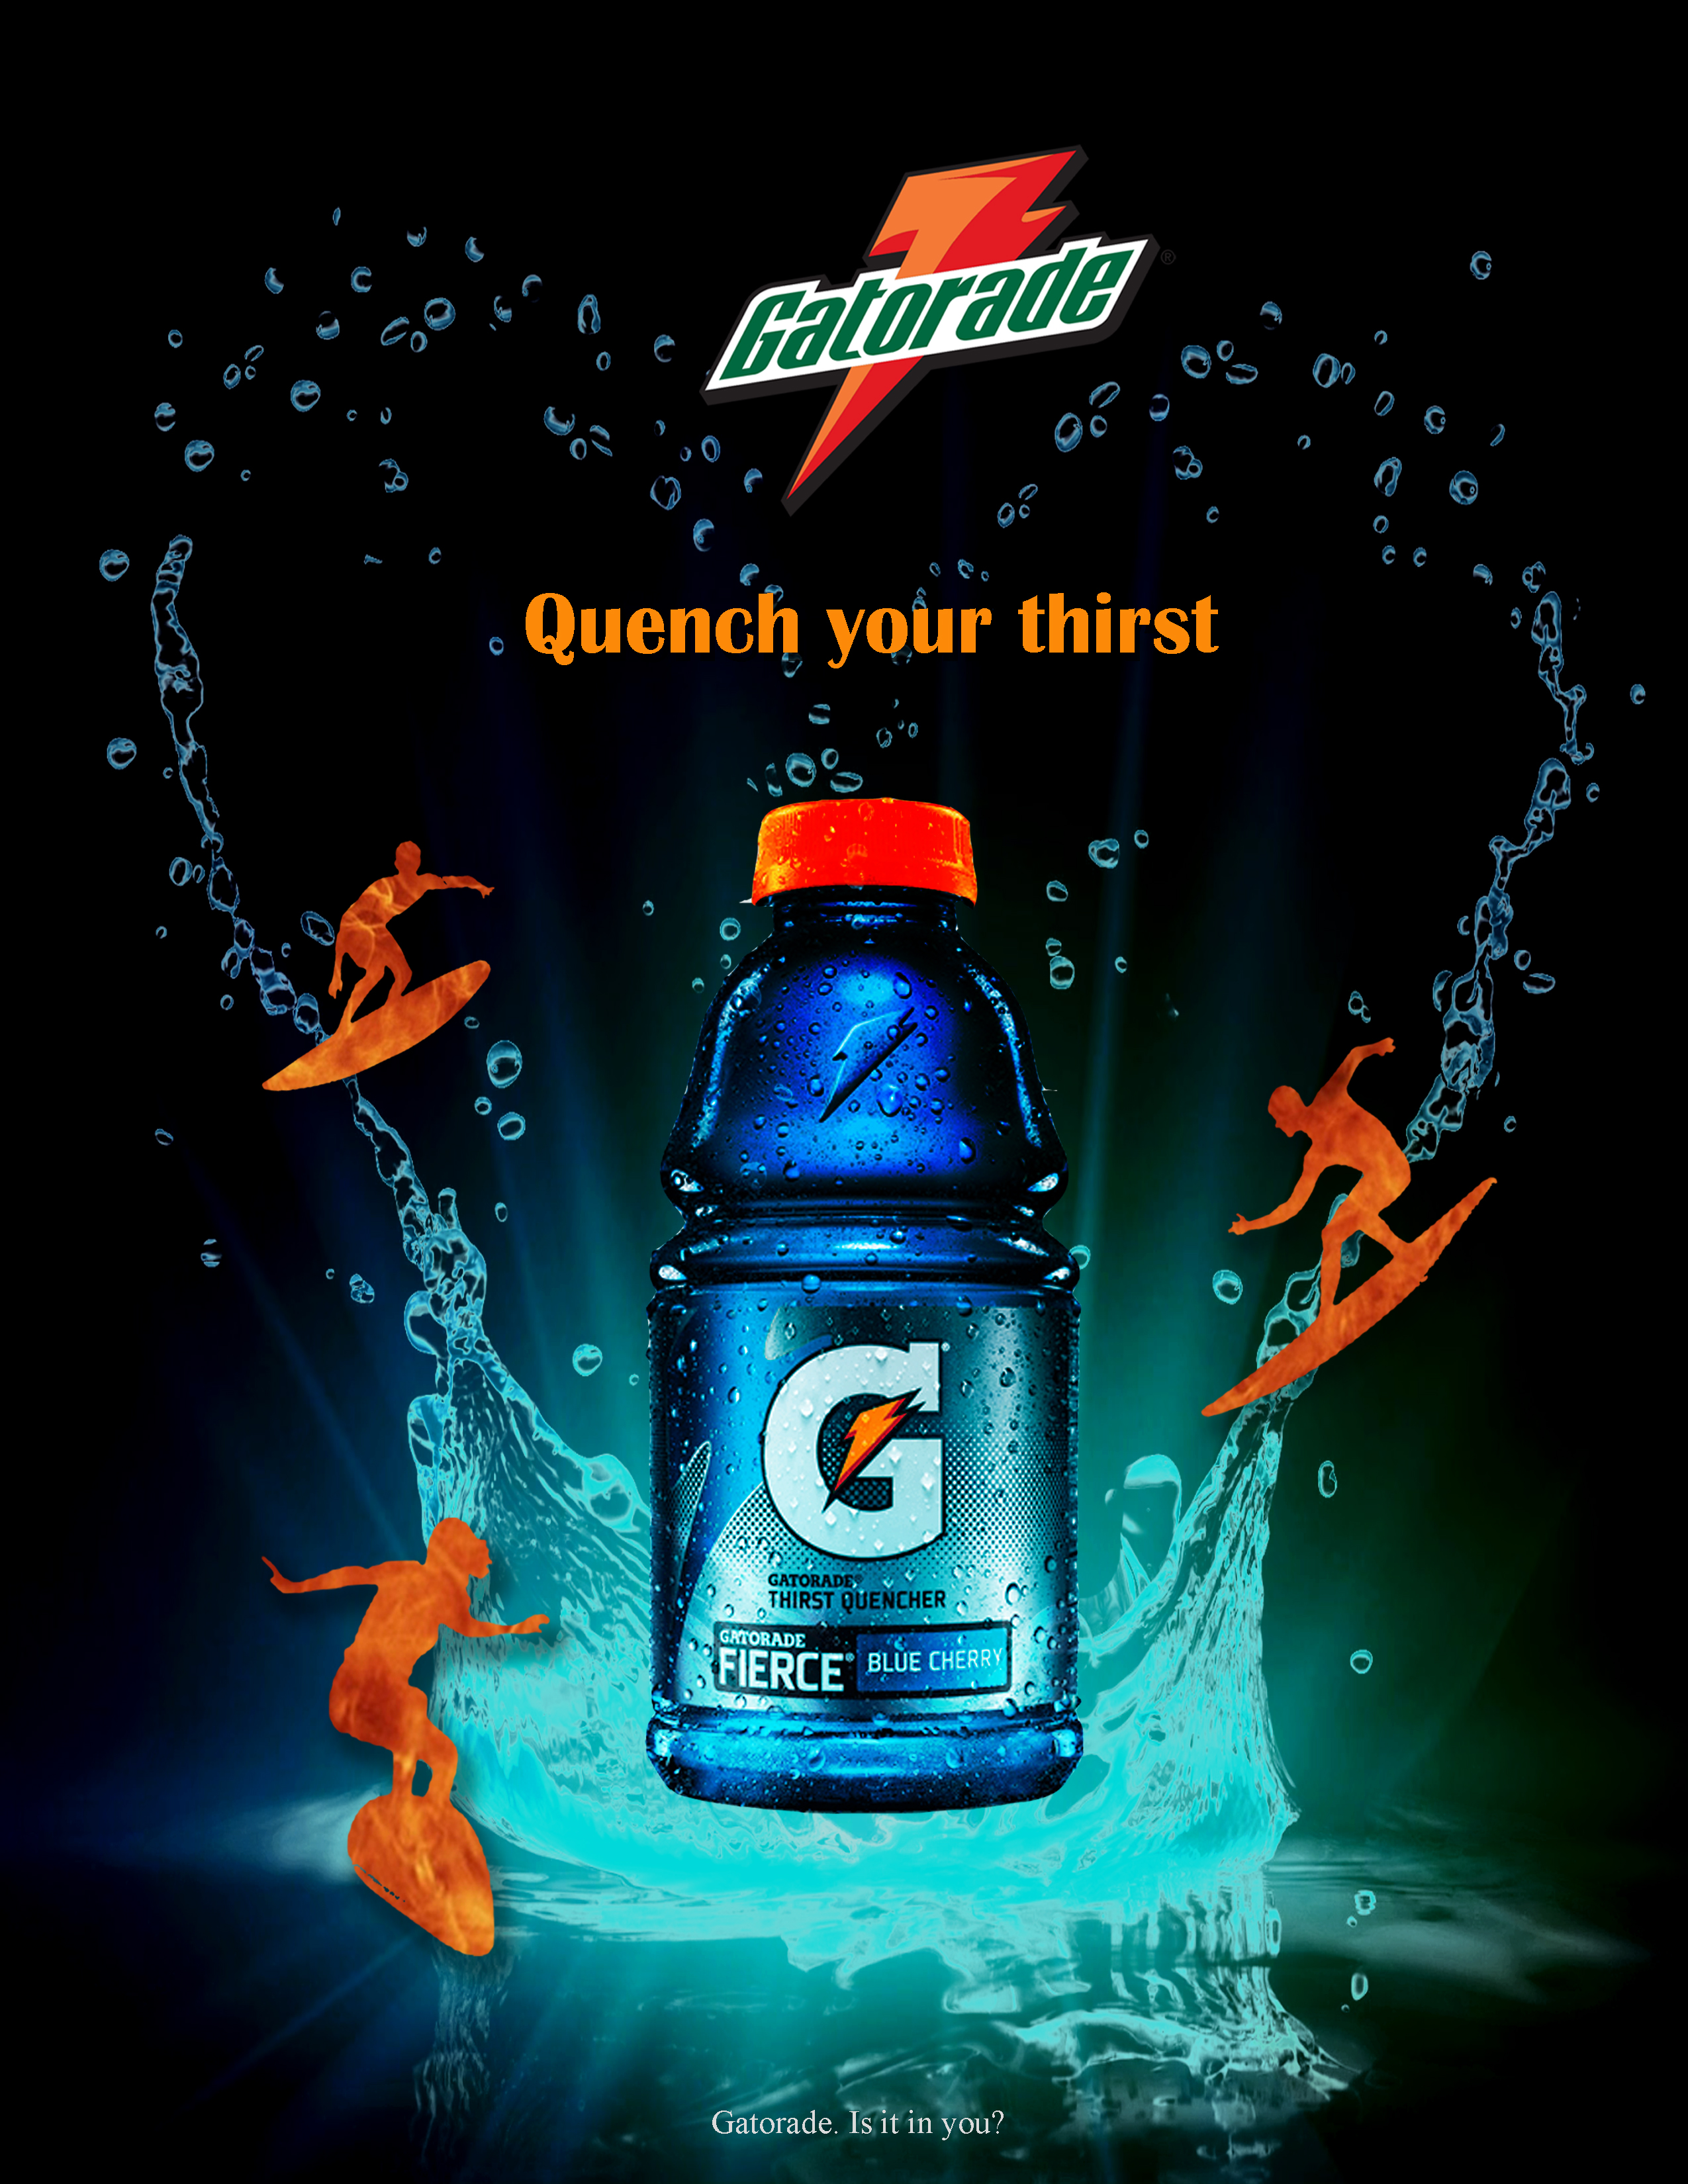 Gatorade®
Quench your thirst
G®
GATORADE®
THIRST QUENCHER
GATORADE
FIERCE®
BLUE CHERRY
Gatorade. Is it in you?